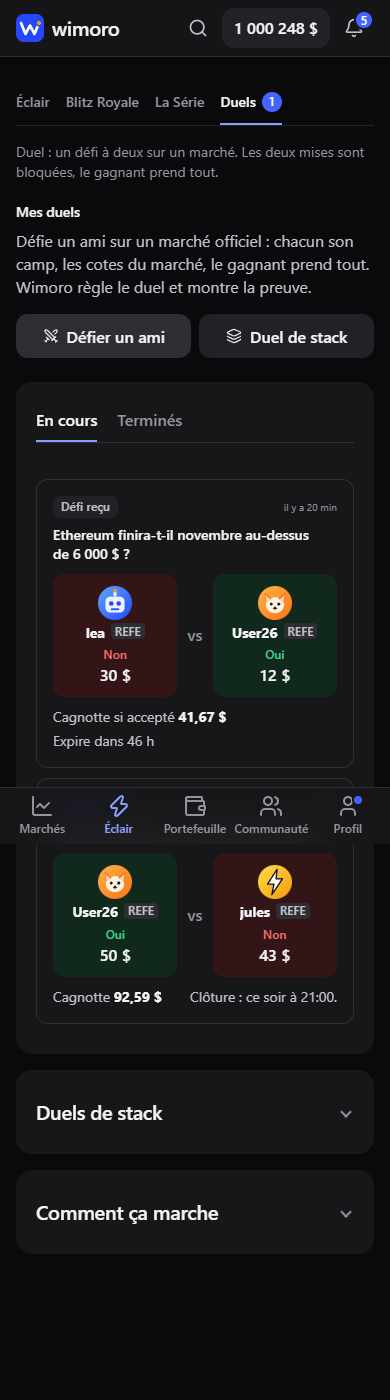 wimoro
1 000 248 $
5
Éclair
Blitz Royale
La Série
Duels 1
Duel : un défi à deux sur un marché. Les deux mises sont
bloquées, le gagnant prend tout.
Mes duels
Défie un ami sur un marché officiel : chacun son
camp, les cotes du marché, le gagnant prend tout.
Wimoro règle le duel et montre la preuve.
Défier un ami
Duel de stack
En cours
Terminés
Défi reçu
il y a 20 min
Ethereum finira-t-il novembre au-dessus
de 6 000 $ ?
lea REFE
Non
30 $
vs
User26 REFE
Oui
12 $
Cagnotte si accepté 41,67 $
Expire dans 46 h
Marchés
Éclair
Portefeuille
Communauté
Profil
User26 REFE
Oui
50 $
vs
jules REFE
Non
43 $
Cagnotte 92,59 $
Clôture : ce soir à 21:00.
Duels de stack
Comment ça marche